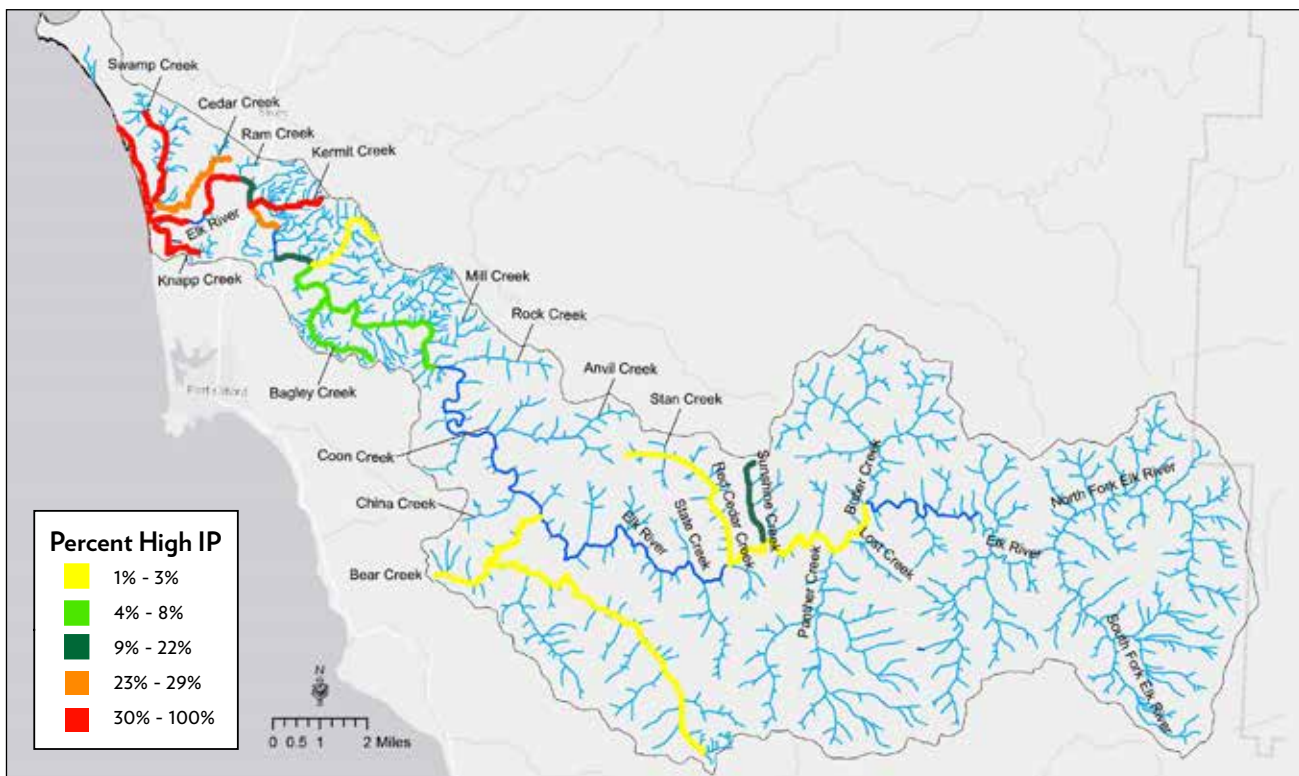 Swamp Creek
Cedar Creek
Ram Creek
Kermit Creek
Elk River
Knapp Creek
Mill Creek
Rock Creek
Bagley Creek
Anvil Creek
Stan Creek
Coon Creek
China Creek
Bear Creek
Elk River
State Creek
Red Cedar Creek
Sunshine Creek
Panther Creek
Butler Creek
Lost Creek
Elk River
North Fork Elk River
South Fork Elk River
Port Orford
Percent High IP
1% - 3%
4% - 8%
9% - 22%
23% - 29%
30% - 100%
N
0 0.5 1 2 Miles